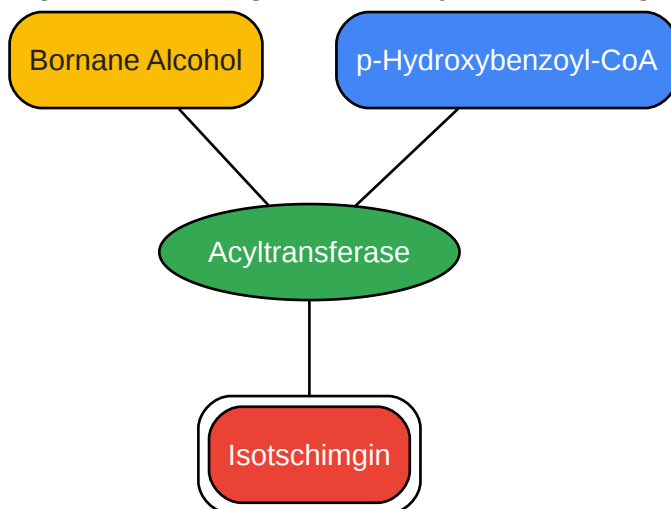 Bornane Alcohol
p-Hydroxybenzoyl-CoA
Acyltransferase
Isotschimgin